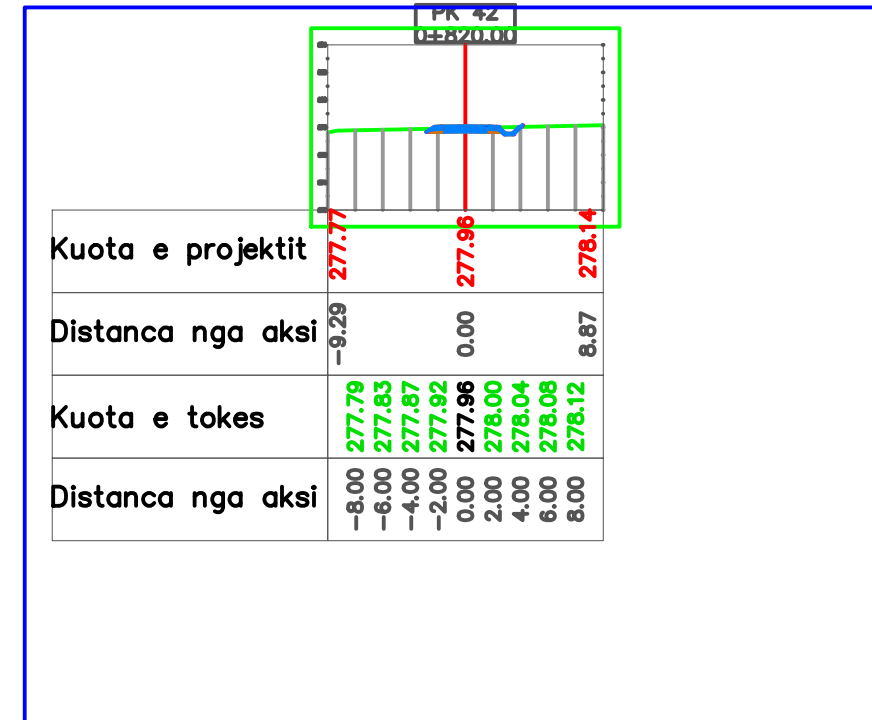 PK 42
0+820.00
Kuota e projektit 277.77 277.96 278.14
Distanca nga aksi -9.29 0.00 8.87
Kuota e tokes 277.79 277.83 277.87 277.92 277.96 278.00 278.04 278.08 278.12
Distanca nga aksi -8.00 -6.00 -4.00 -2.00 0.00 2.00 4.00 6.00 8.00